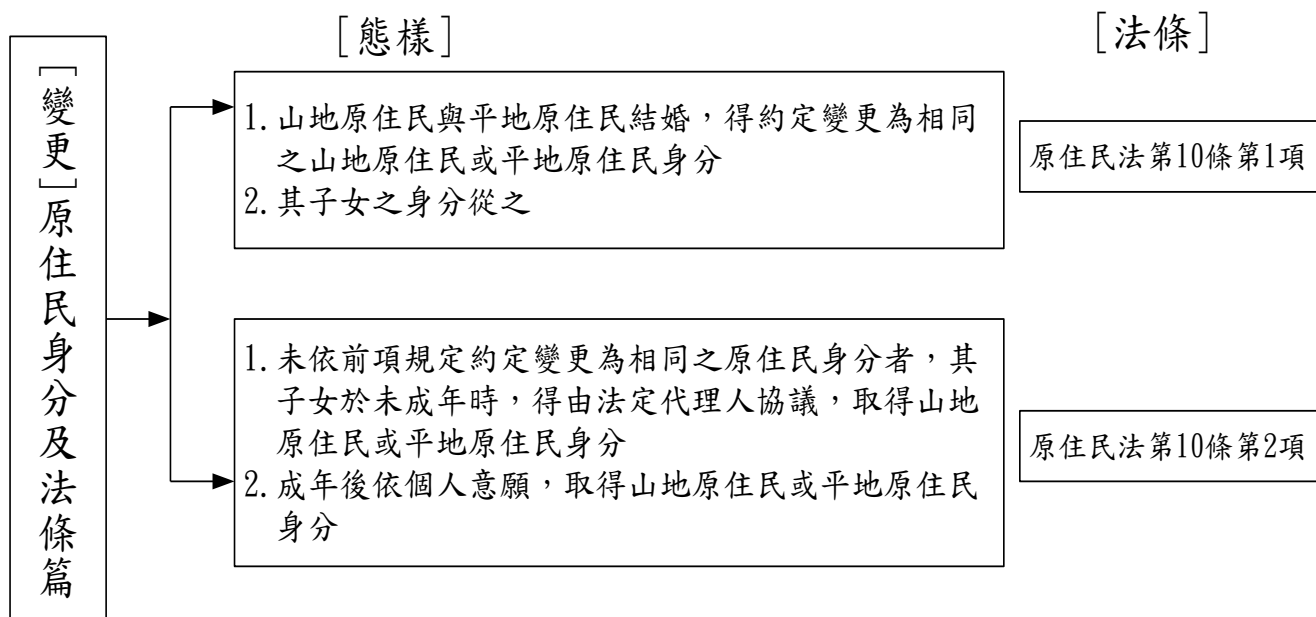 [變更]原住民身分及法條篇
[態樣]
[法條]
1. 山地原住民與平地原住民結婚，得約定變更為相同
之山地原住民或平地原住民身分
2. 其子女之身分從之
原住民法第10條第1項
1. 未依前項規定約定變更為相同之原住民身分者，其
子女於未成年時，得由法定代理人協議，取得山地
原住民或平地原住民身分
2. 成年後依個人意願，取得山地原住民或平地原住民
身分
原住民法第10條第2項